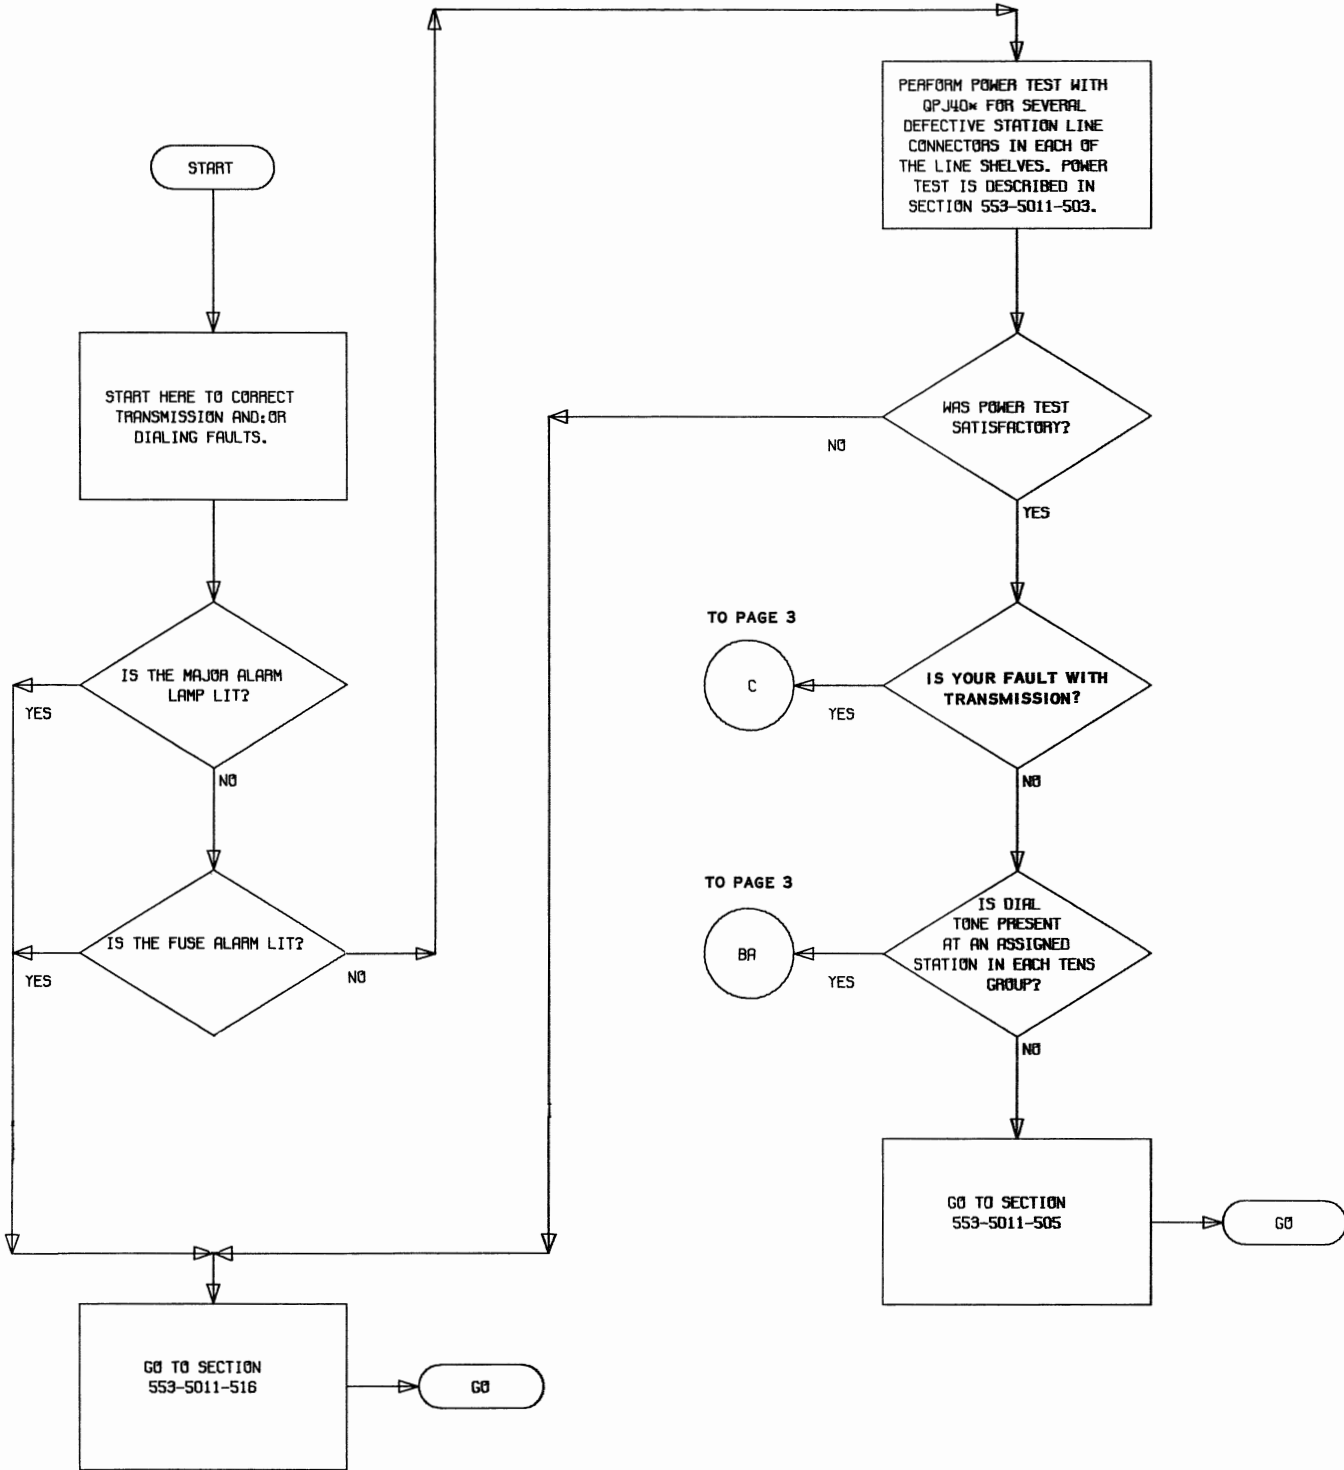 START
START HERE TO CORRECT
TRANSMISSION AND:OR
DIALING FAULTS.
IS THE MAJOR ALARM
LAMP LIT?
YES
NO
IS THE FUSE ALARM LIT?
YES
NO
GO TO SECTION
553-5011-516
GO
PERFORM POWER TEST WITH
QPJ40* FOR SEVERAL
DEFECTIVE STATION LINE
CONNECTORS IN EACH OF
THE LINE SHELVES. POWER
TEST IS DESCRIBED IN
SECTION 553-5011-503.
WAS POWER TEST
SATISFACTORY?
NO
YES
TO PAGE 3
C
YES
IS YOUR FAULT WITH
TRANSMISSION?
NO
TO PAGE 3
BA
YES
IS DIAL
TONE PRESENT
AT AN ASSIGNED
STATION IN EACH TENS
GROUP?
NO
GO TO SECTION
553-5011-505
GO